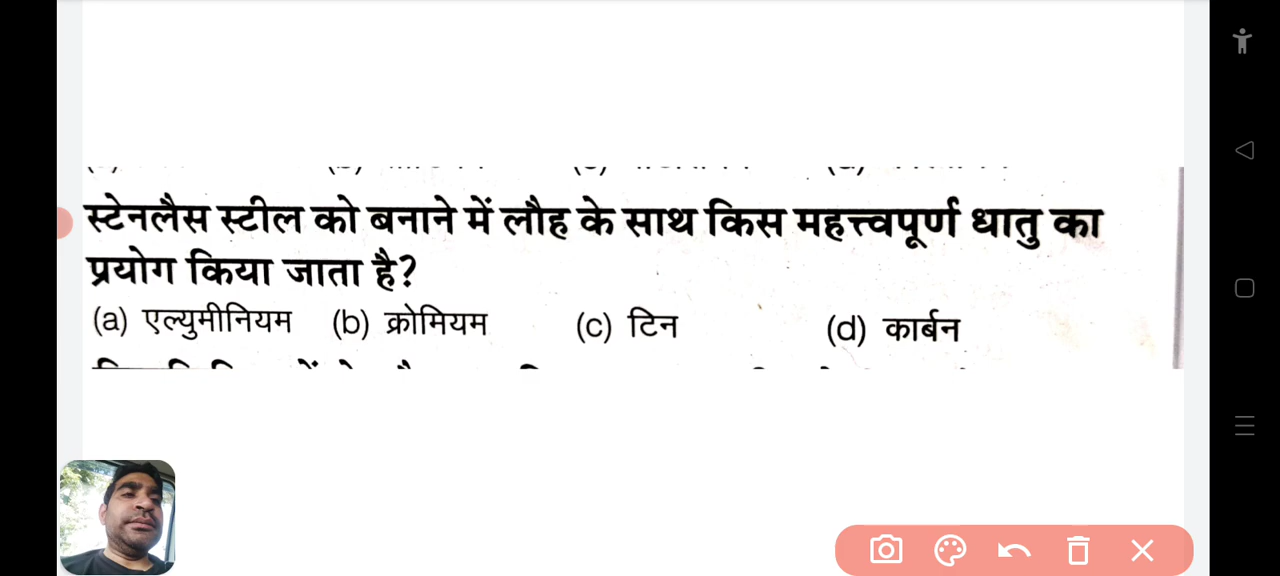 स्टेनलैस स्टील को बनाने में लौह के साथ किस महत्त्वपूर्ण धातु का
प्रयोग किया जाता है?
(a) एल्युमीनियम (b) क्रोमियम (c) टिन (d) कार्बन